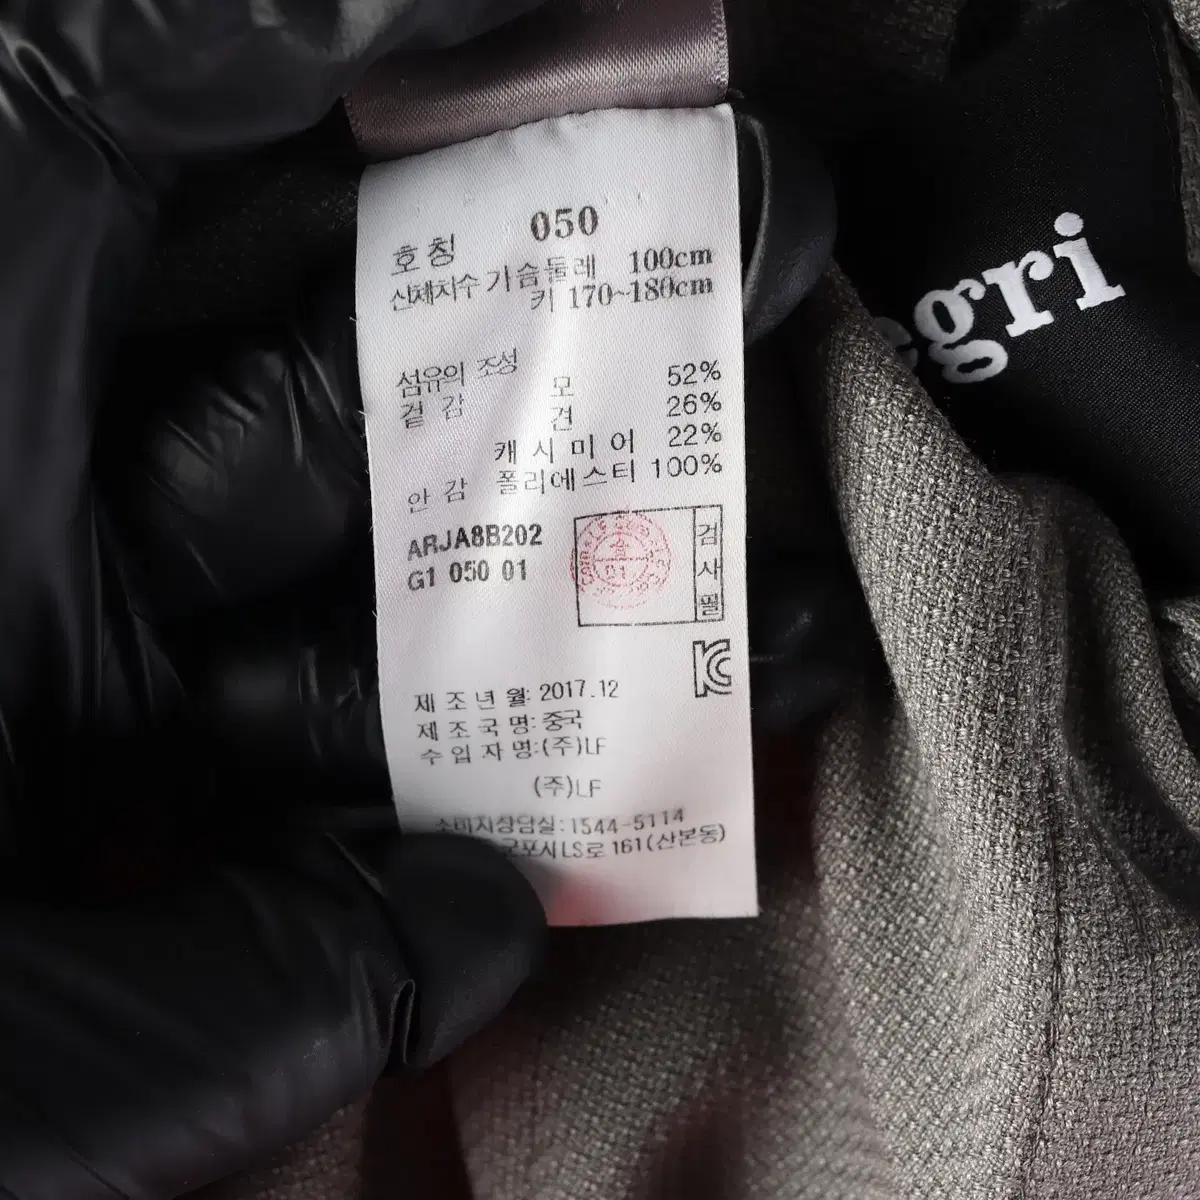 호칭 050
신체치수 가슴둘레 100cm
키 170~180cm
섬유의 조성
겉감 모 52%
견 26%
캐시미어 22%
안감 폴리에스터 100%
ARJA8B202
G1 050 01
검사필
제조년월: 2017.12
제조국명: 중국
수입자명:(주)LF
(주)LF
소비자상담실: 1544-5114
군포시 LS로 161(산본동)
egri